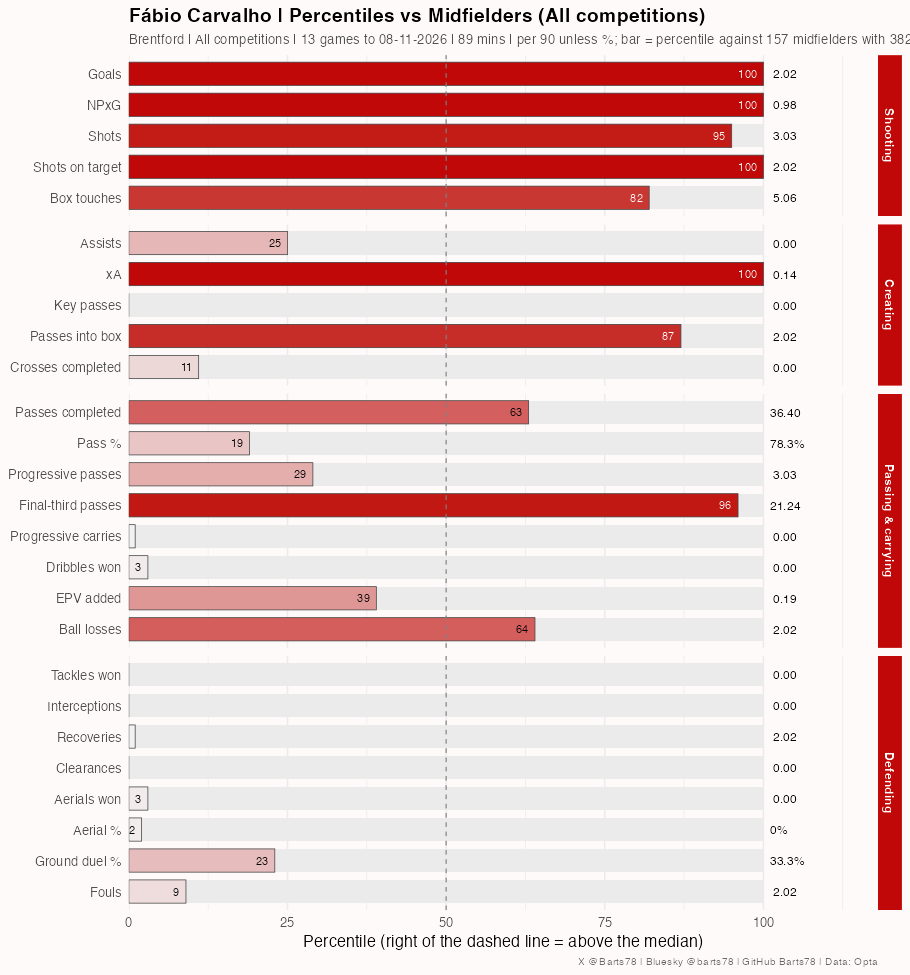 Fábio Carvalho | Percentiles vs Midfielders (All competitions)
Brentford | All competitions | 13 games to 08-11-2026 | 89 mins | per 90 unless %; bar = percentile against 157 midfielders with 382
Goals 100 2.02
NPxG 100 0.98
Shots 95 3.03
Shots on target 100 2.02
Box touches 82 5.06
Shooting
Assists 25 0.00
xA 100 0.14
Key passes 0.00
Passes into box 87 2.02
Crosses completed 11 0.00
Creating
Passes completed 63 36.40
Pass % 19 78.3%
Progressive passes 29 3.03
Final-third passes 96 21.24
Progressive carries 0.00
Dribbles won 3 0.00
EPV added 39 0.19
Ball losses 64 2.02
Passing & carrying
Tackles won 0.00
Interceptions 0.00
Recoveries 2.02
Clearances 0.00
Aerials won 3 0.00
Aerial % 2 0%
Ground duel % 23 33.3%
Fouls 9 2.02
Defending
0 25 50 75 100
Percentile (right of the dashed line = above the median)
X @Barts78 | Bluesky @barts78 | GitHub Barts78 | Data: Opta